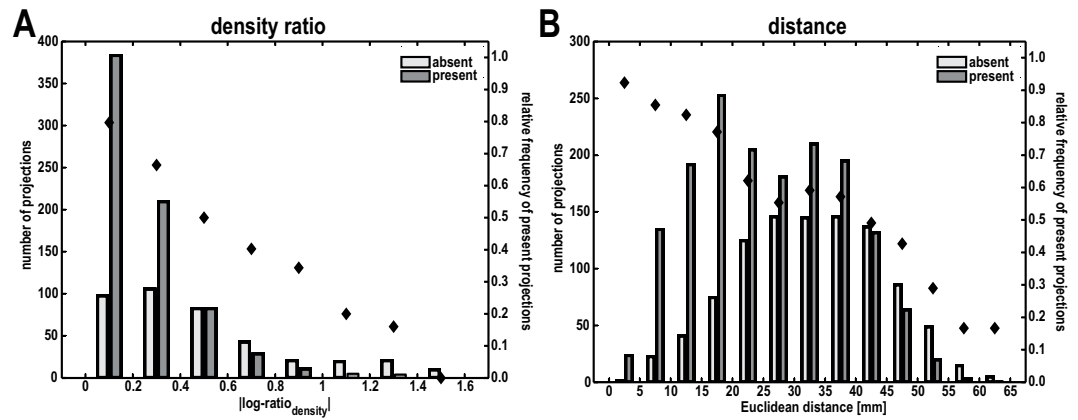 A
density ratio
400
350
300
250
200
150
100
50
0
number of projections
absent
present
1.0
0.9
0.8
0.7
0.6
0.5
0.4
0.3
0.2
0.1
0.0
relative frequency of present projections
0 0.2 0.4 0.6 0.8 1 1.2 1.4 1.6
|log-ratio density|
B
distance
300
250
200
150
100
50
0
number of projections
absent
present
1.0
0.9
0.8
0.7
0.6
0.5
0.4
0.3
0.2
0.1
0.0
relative frequency of present projections
0 5 10 15 20 25 30 35 40 45 50 55 60 65
Euclidean distance [mm]